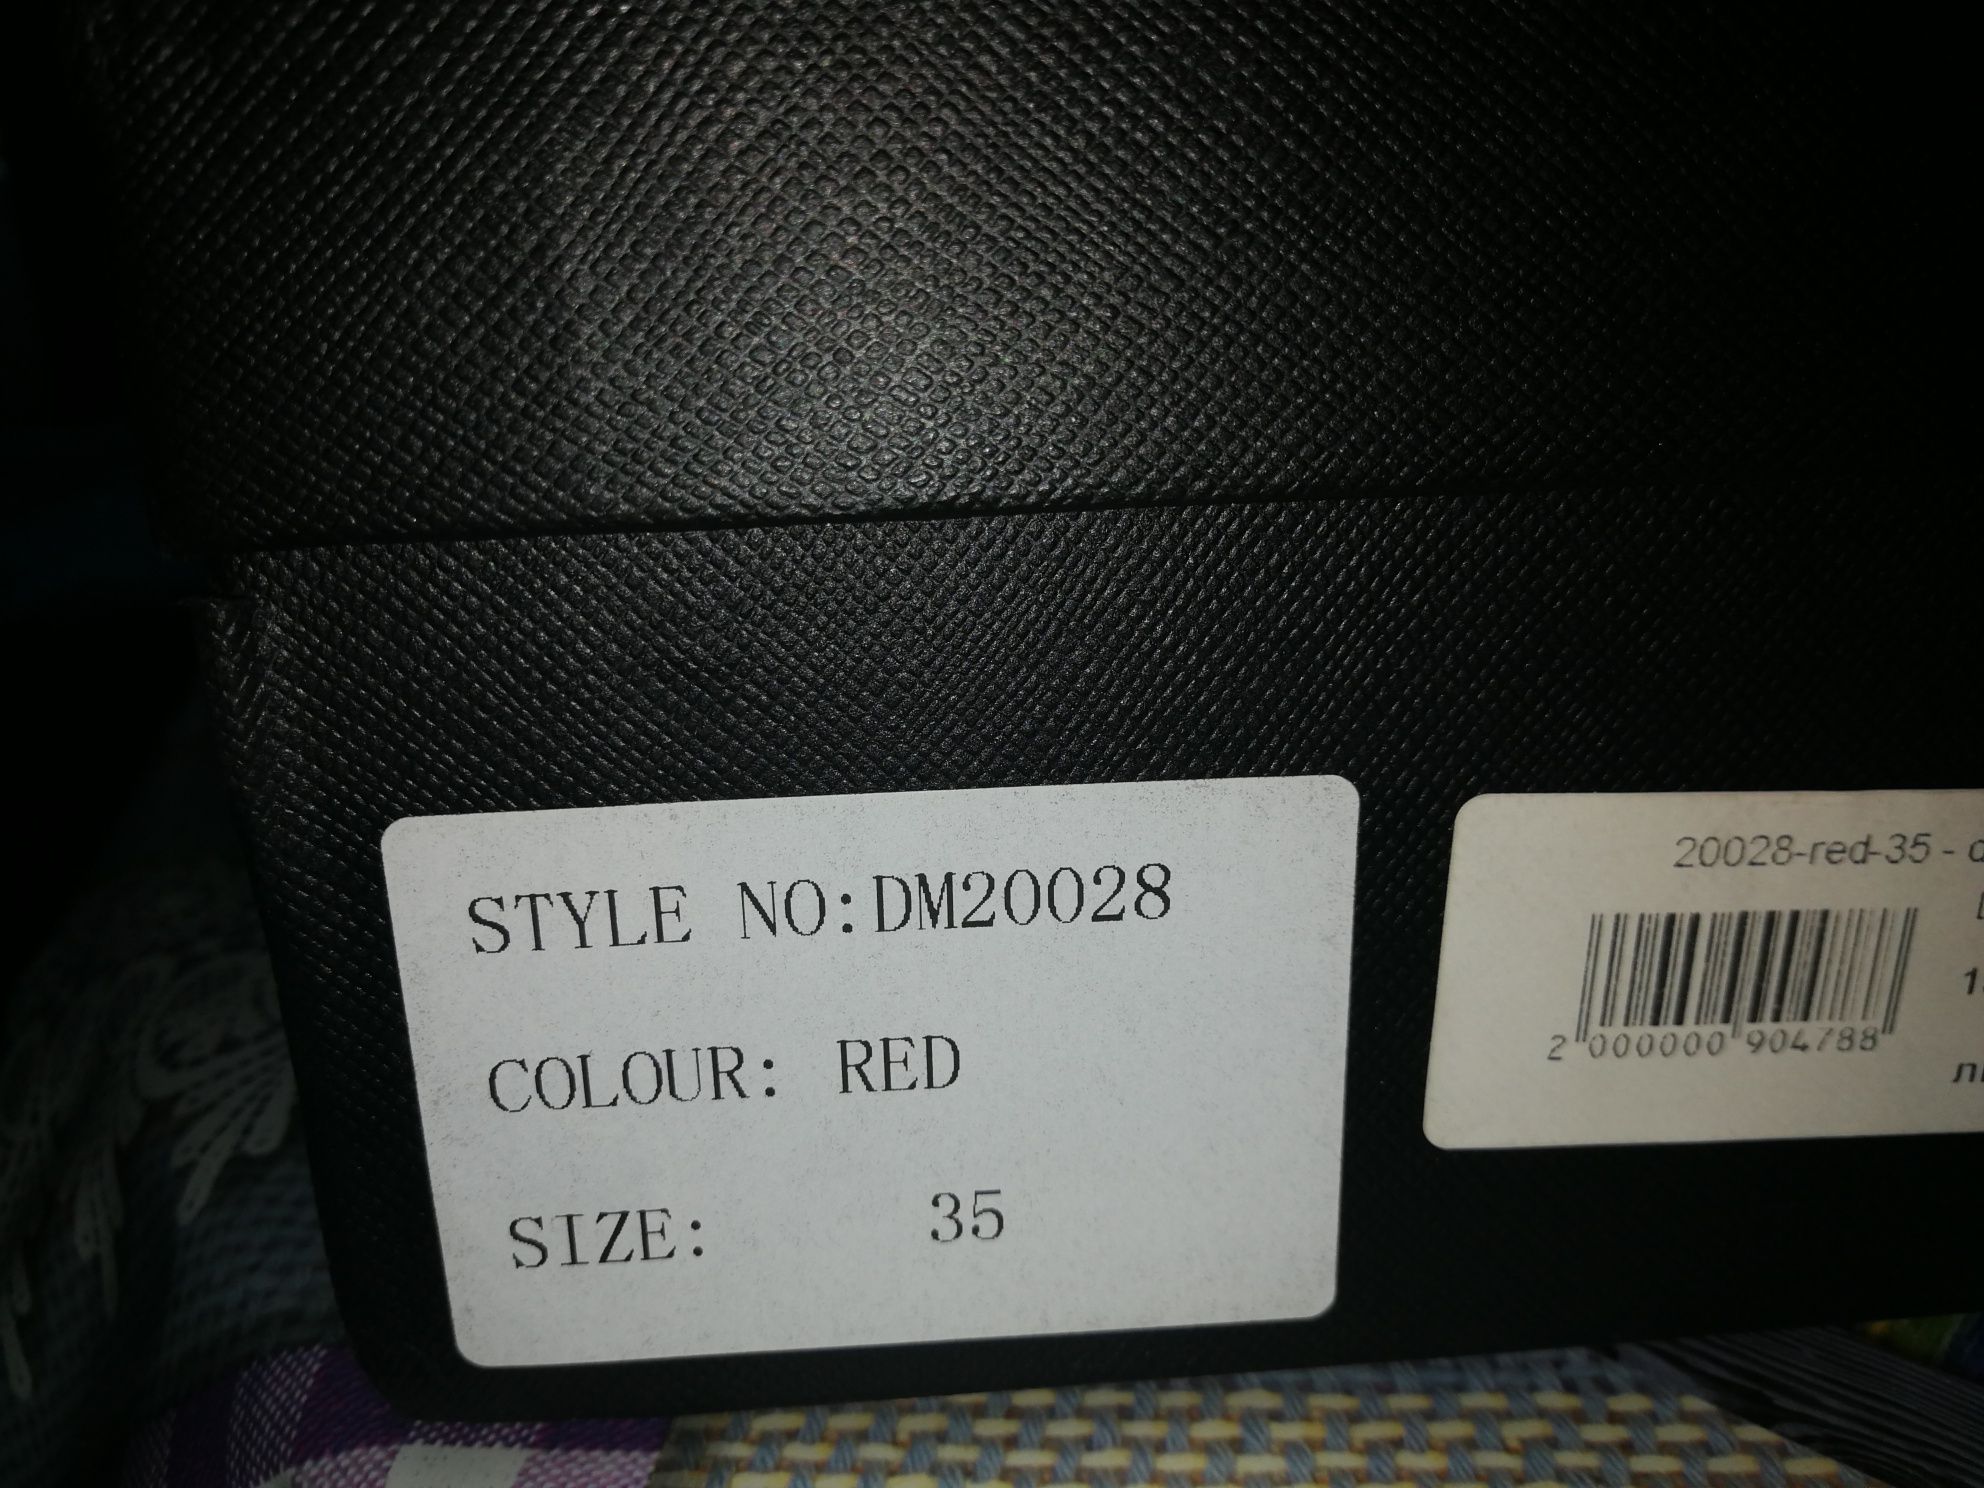 STYLE NO:DM20028
COLOUR: RED
SIZE: 35
20028-red-35 -
2 000000 904788